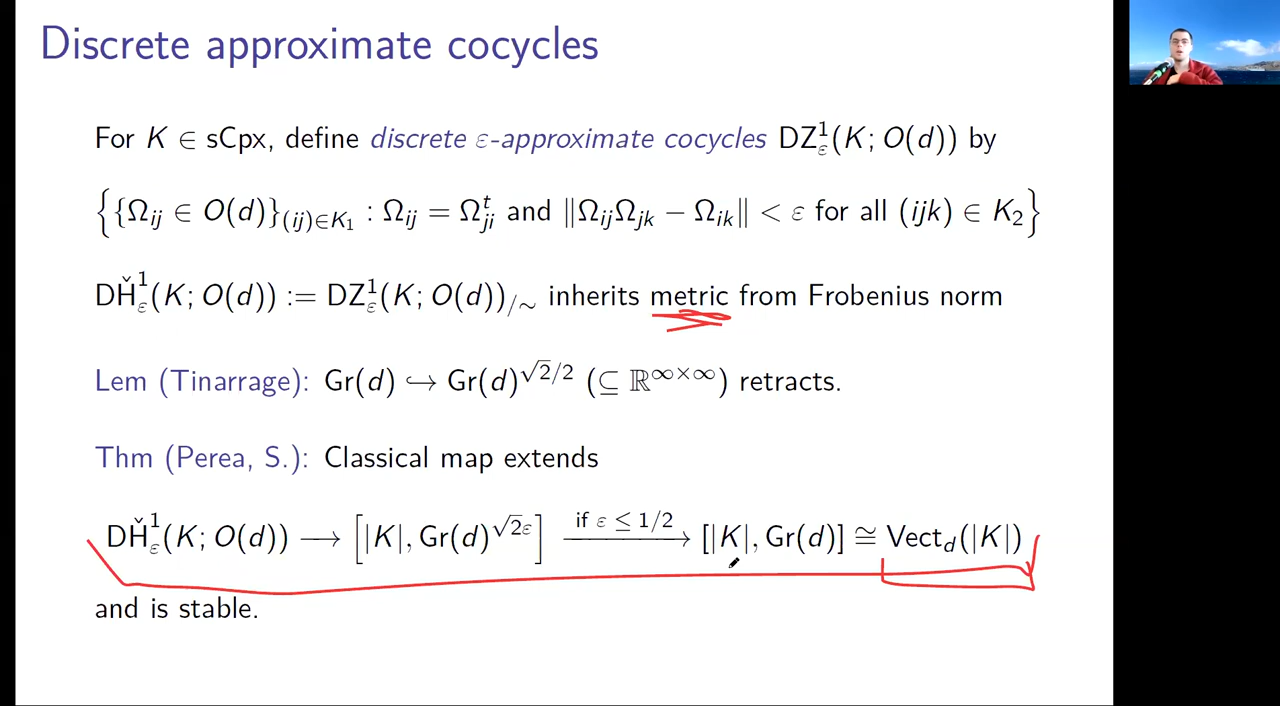 Discrete approximate cocycles
For K ∈ sCpx, define discrete ε-approximate cocycles DZ¹_ε(K; O(d)) by
{ {Ω_ij ∈ O(d)}_(ij)∈K₁ : Ω_ij = Ω^t_ji and ‖Ω_ijΩ_jk − Ω_ik‖ < ε for all (ijk) ∈ K₂ }
DȞ¹_ε(K; O(d)) := DZ¹_ε(K; O(d))_/∼ inherits metric from Frobenius norm
Lem (Tinarrage): Gr(d) ↪ Gr(d)^√2/2 (⊆ ℝ^∞×∞) retracts.
Thm (Perea, S.): Classical map extends
DȞ¹_ε(K; O(d)) ⟶ [|K|, Gr(d)^√2ε] —if ε ≤ 1/2→ [|K|, Gr(d)] ≅ Vect_d(|K|)
and is stable.